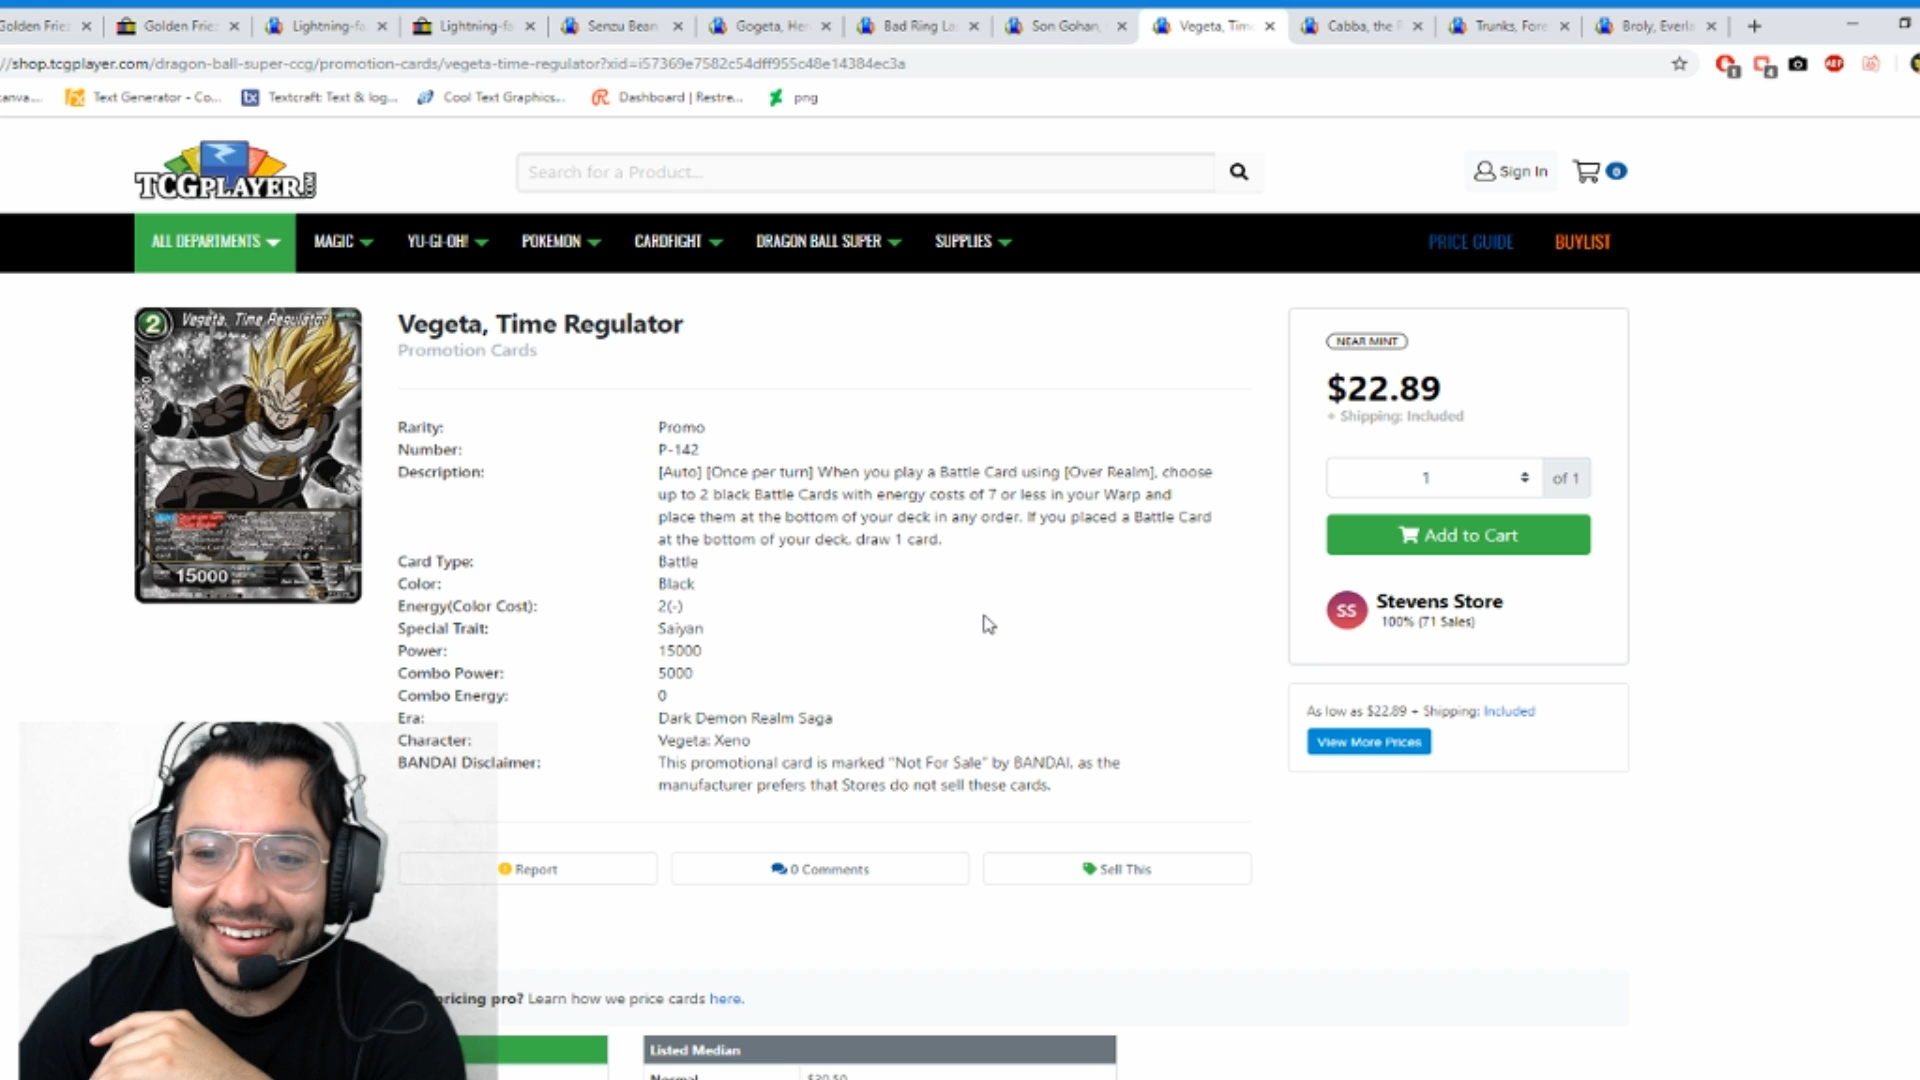 Golden Frie:
Golden Frie:
Lightning-fa
Lightning-fa
Senzu Bean
Gogeta, He
Bad Ring La
Son Gohan,
Vegeta, Tim
Cabba, the
Trunks, Fore
Broly, Everla
//shop.tcgplayer.com/dragon-ball-super-ccg/promotion-cards/vegeta-time-regulator?xid=i57369e7582c54dff955c48e14384ec3a
anva....
Text Generator - Co...
Textcraft: Text & log...
Cool Text Graphics...
Dashboard | Restre...
png
TCGPLAYER.COM
Search for a Product...
Sign In
0
ALL DEPARTMENTS
MAGIC
YU-GI-OH!
POKEMON
CARDFIGHT
DRAGON BALL SUPER
SUPPLIES
PRICE GUIDE
BUYLIST
2 Vegeta, Time Regulator
15000
Vegeta, Time Regulator
Promotion Cards
Rarity: Promo
Number: P-142
Description: [Auto] [Once per turn] When you play a Battle Card using [Over Realm], choose
up to 2 black Battle Cards with energy costs of 7 or less in your Warp and
place them at the bottom of your deck in any order. If you placed a Battle Card
at the bottom of your deck, draw 1 card.
Card Type: Battle
Color: Black
Energy(Color Cost): 2(-)
Special Trait: Saiyan
Power: 15000
Combo Power: 5000
Combo Energy: 0
Era: Dark Demon Realm Saga
Character: Vegeta: Xeno
BANDAI Disclaimer: This promotional card is marked "Not For Sale" by BANDAI, as the
manufacturer prefers that Stores do not sell these cards.
Report
0 Comments
Sell This
NEAR MINT
$22.89
+ Shipping: Included
1 of 1
Add to Cart
SS Stevens Store
100% (71 Sales)
As low as $22.89 + Shipping: Included
View More Prices
pricing pro? Learn how we price cards here.
Listed Median
Normal $20.50